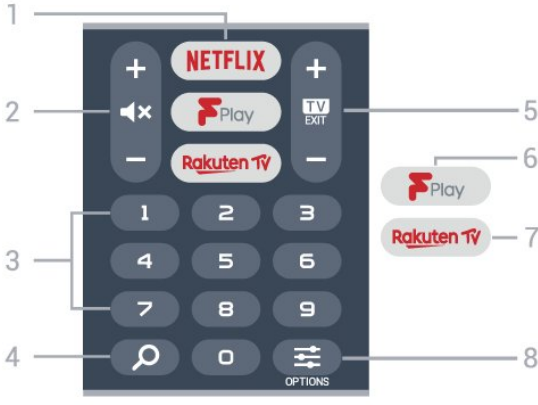 1
NETFLIX
+ +
2 TV EXIT 5
F Play
- -
Rakuten TV
6
F Play
1 2 3
Rakuten TV 7
3
4 5 6
7 8 9
4 0 8
OPTIONS